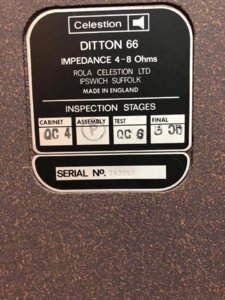 Celestion
DITTON 66
IMPEDANCE 4-8 Ohms
ROLA CELESTION LTD
IPSWICH SUFFOLK
MADE IN ENGLAND
INSPECTION STAGES
CABINET ASSEMBLY TEST FINAL
QC 4 P QC 6
SERIAL No.